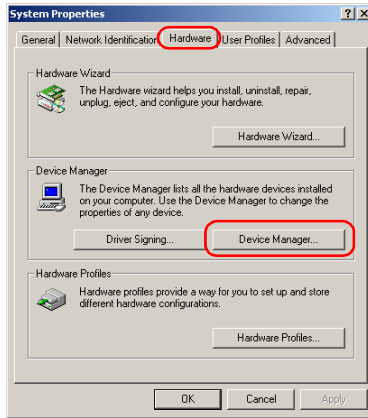 System Properties
General Network Identification Hardware User Profiles Advanced
Hardware Wizard
The Hardware wizard helps you install, uninstall, repair,
unplug, eject, and configure your hardware.
Hardware Wizard...
Device Manager
The Device Manager lists all the hardware devices installed
on your computer. Use the Device Manager to change the
properties of any device.
Driver Signing... Device Manager...
Hardware Profiles
Hardware profiles provide a way for you to set up and store
different hardware configurations.
Hardware Profiles...
OK Cancel Apply